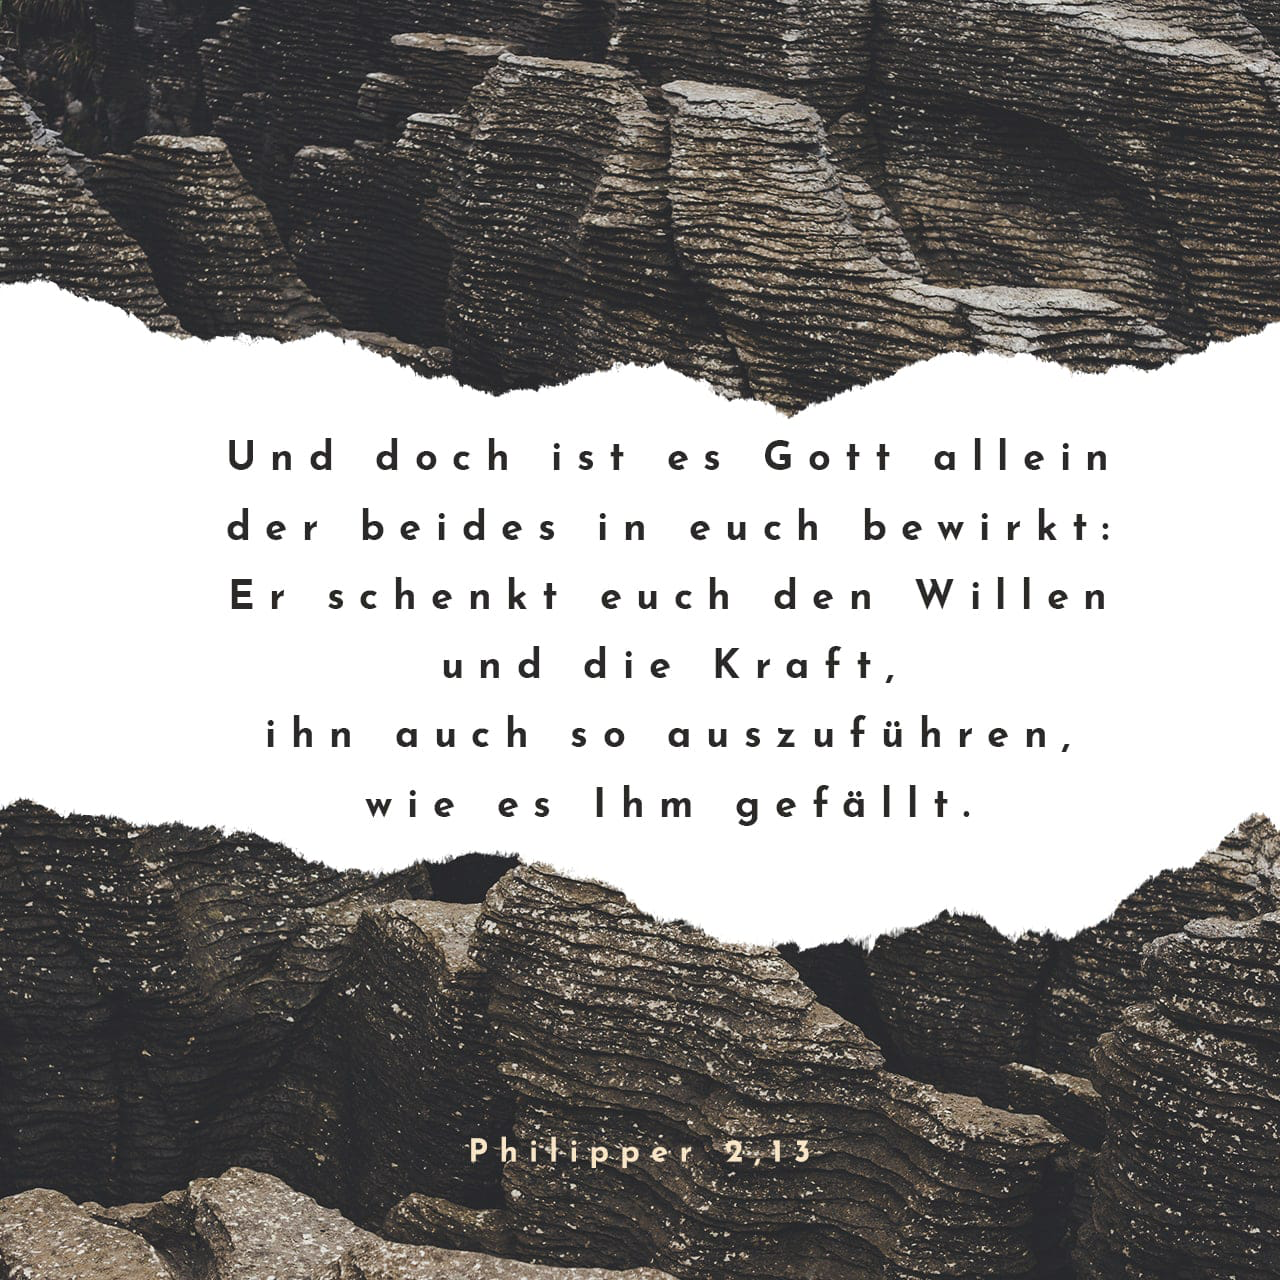 Und doch ist es Gott allein
der beides in euch bewirkt:
Er schenkt euch den Willen
und die Kraft,
ihn auch so auszuführen,
wie es Ihm gefällt.
Philipper 2,13